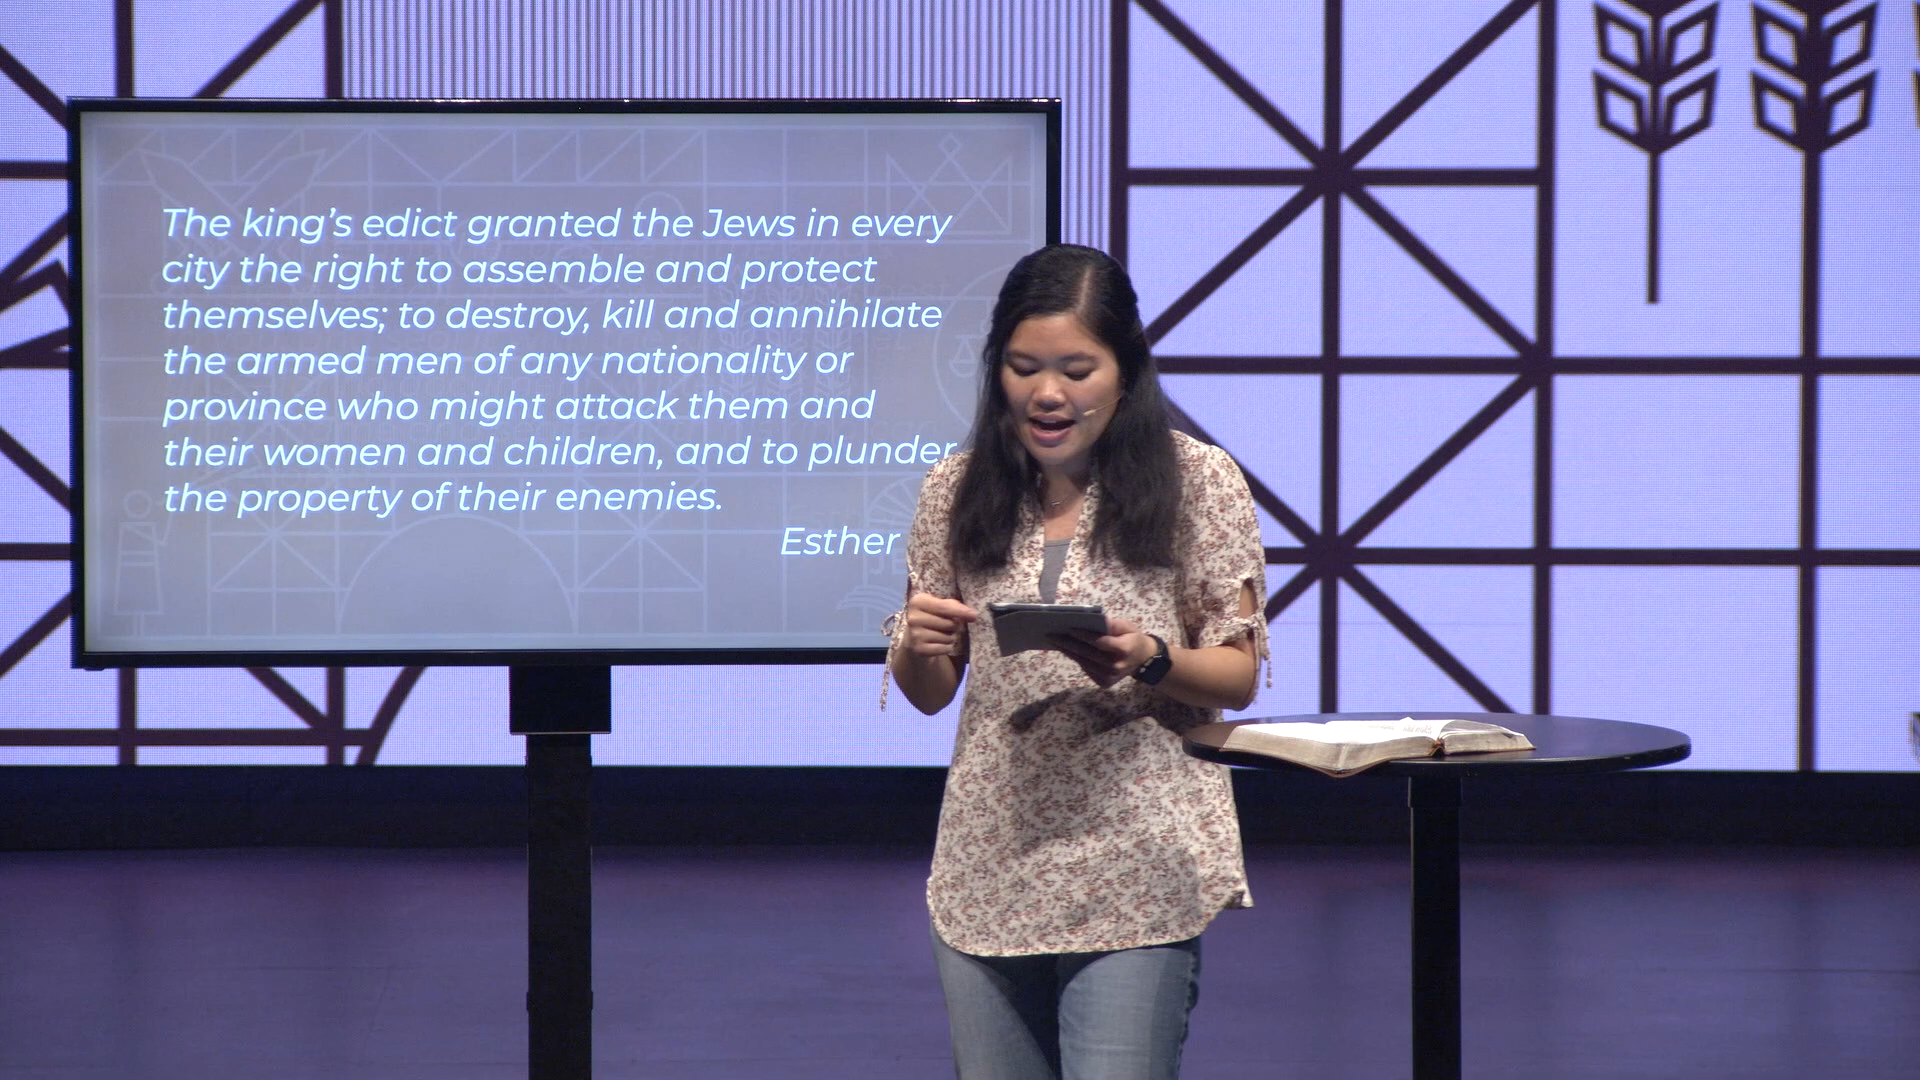 The king's edict granted the Jews in every
city the right to assemble and protect
themselves; to destroy, kill and annihilate
the armed men of any nationality or
province who might attack them and
their women and children, and to plunder
the property of their enemies.
Esther